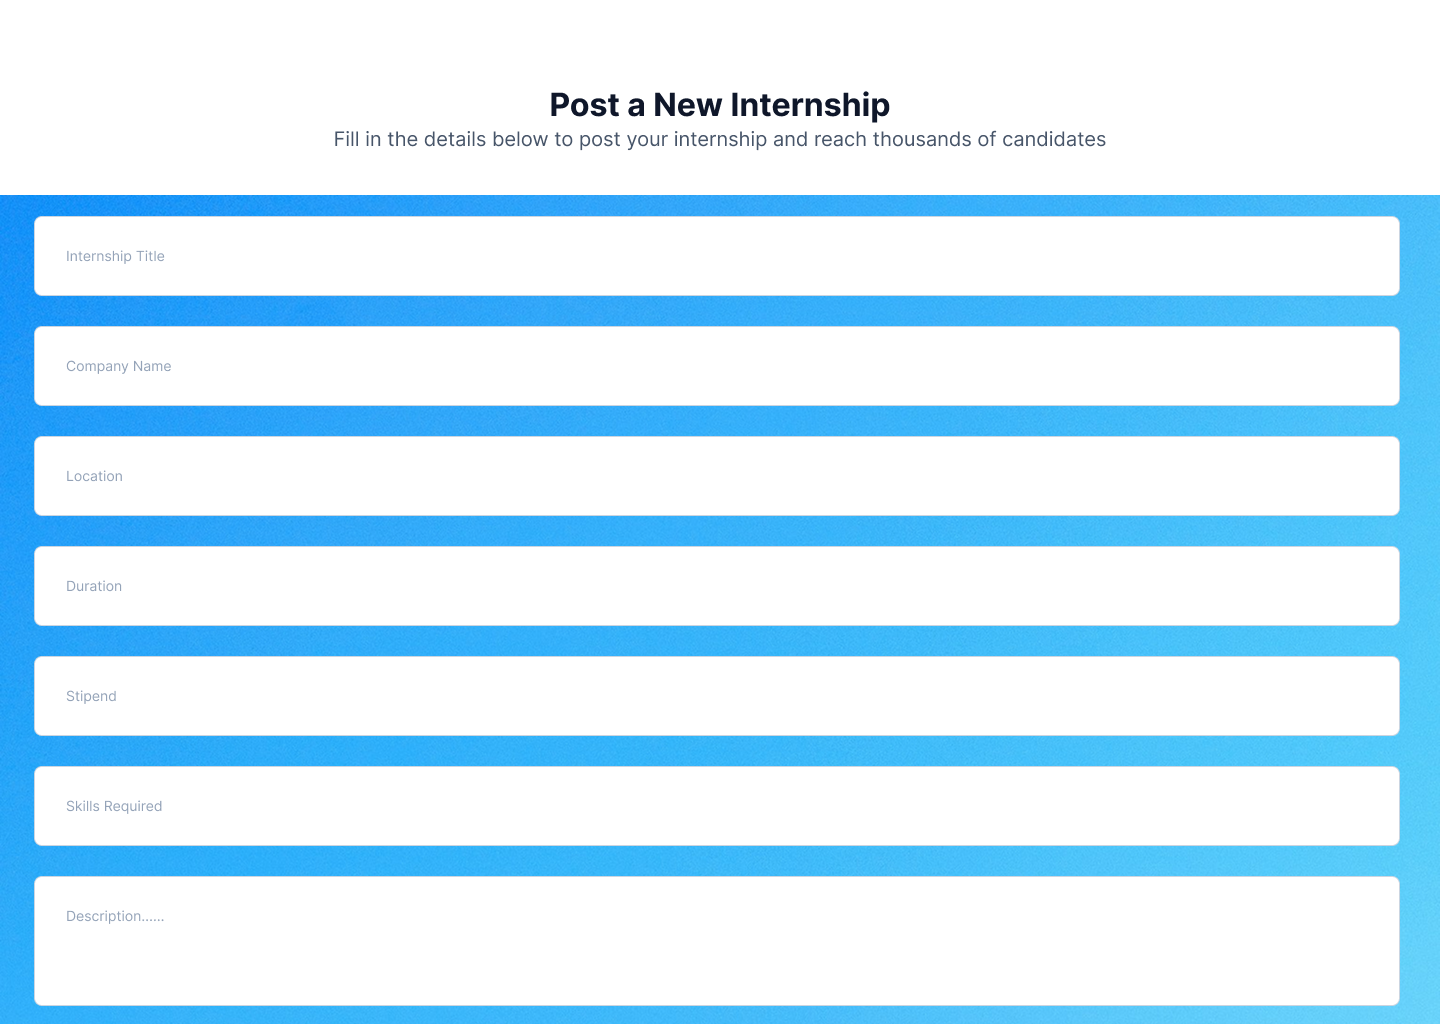 Post a New Internship
Fill in the details below to post your internship and reach thousands of candidates
Internship Title
Company Name
Location
Duration
Stipend
Skills Required
Description......